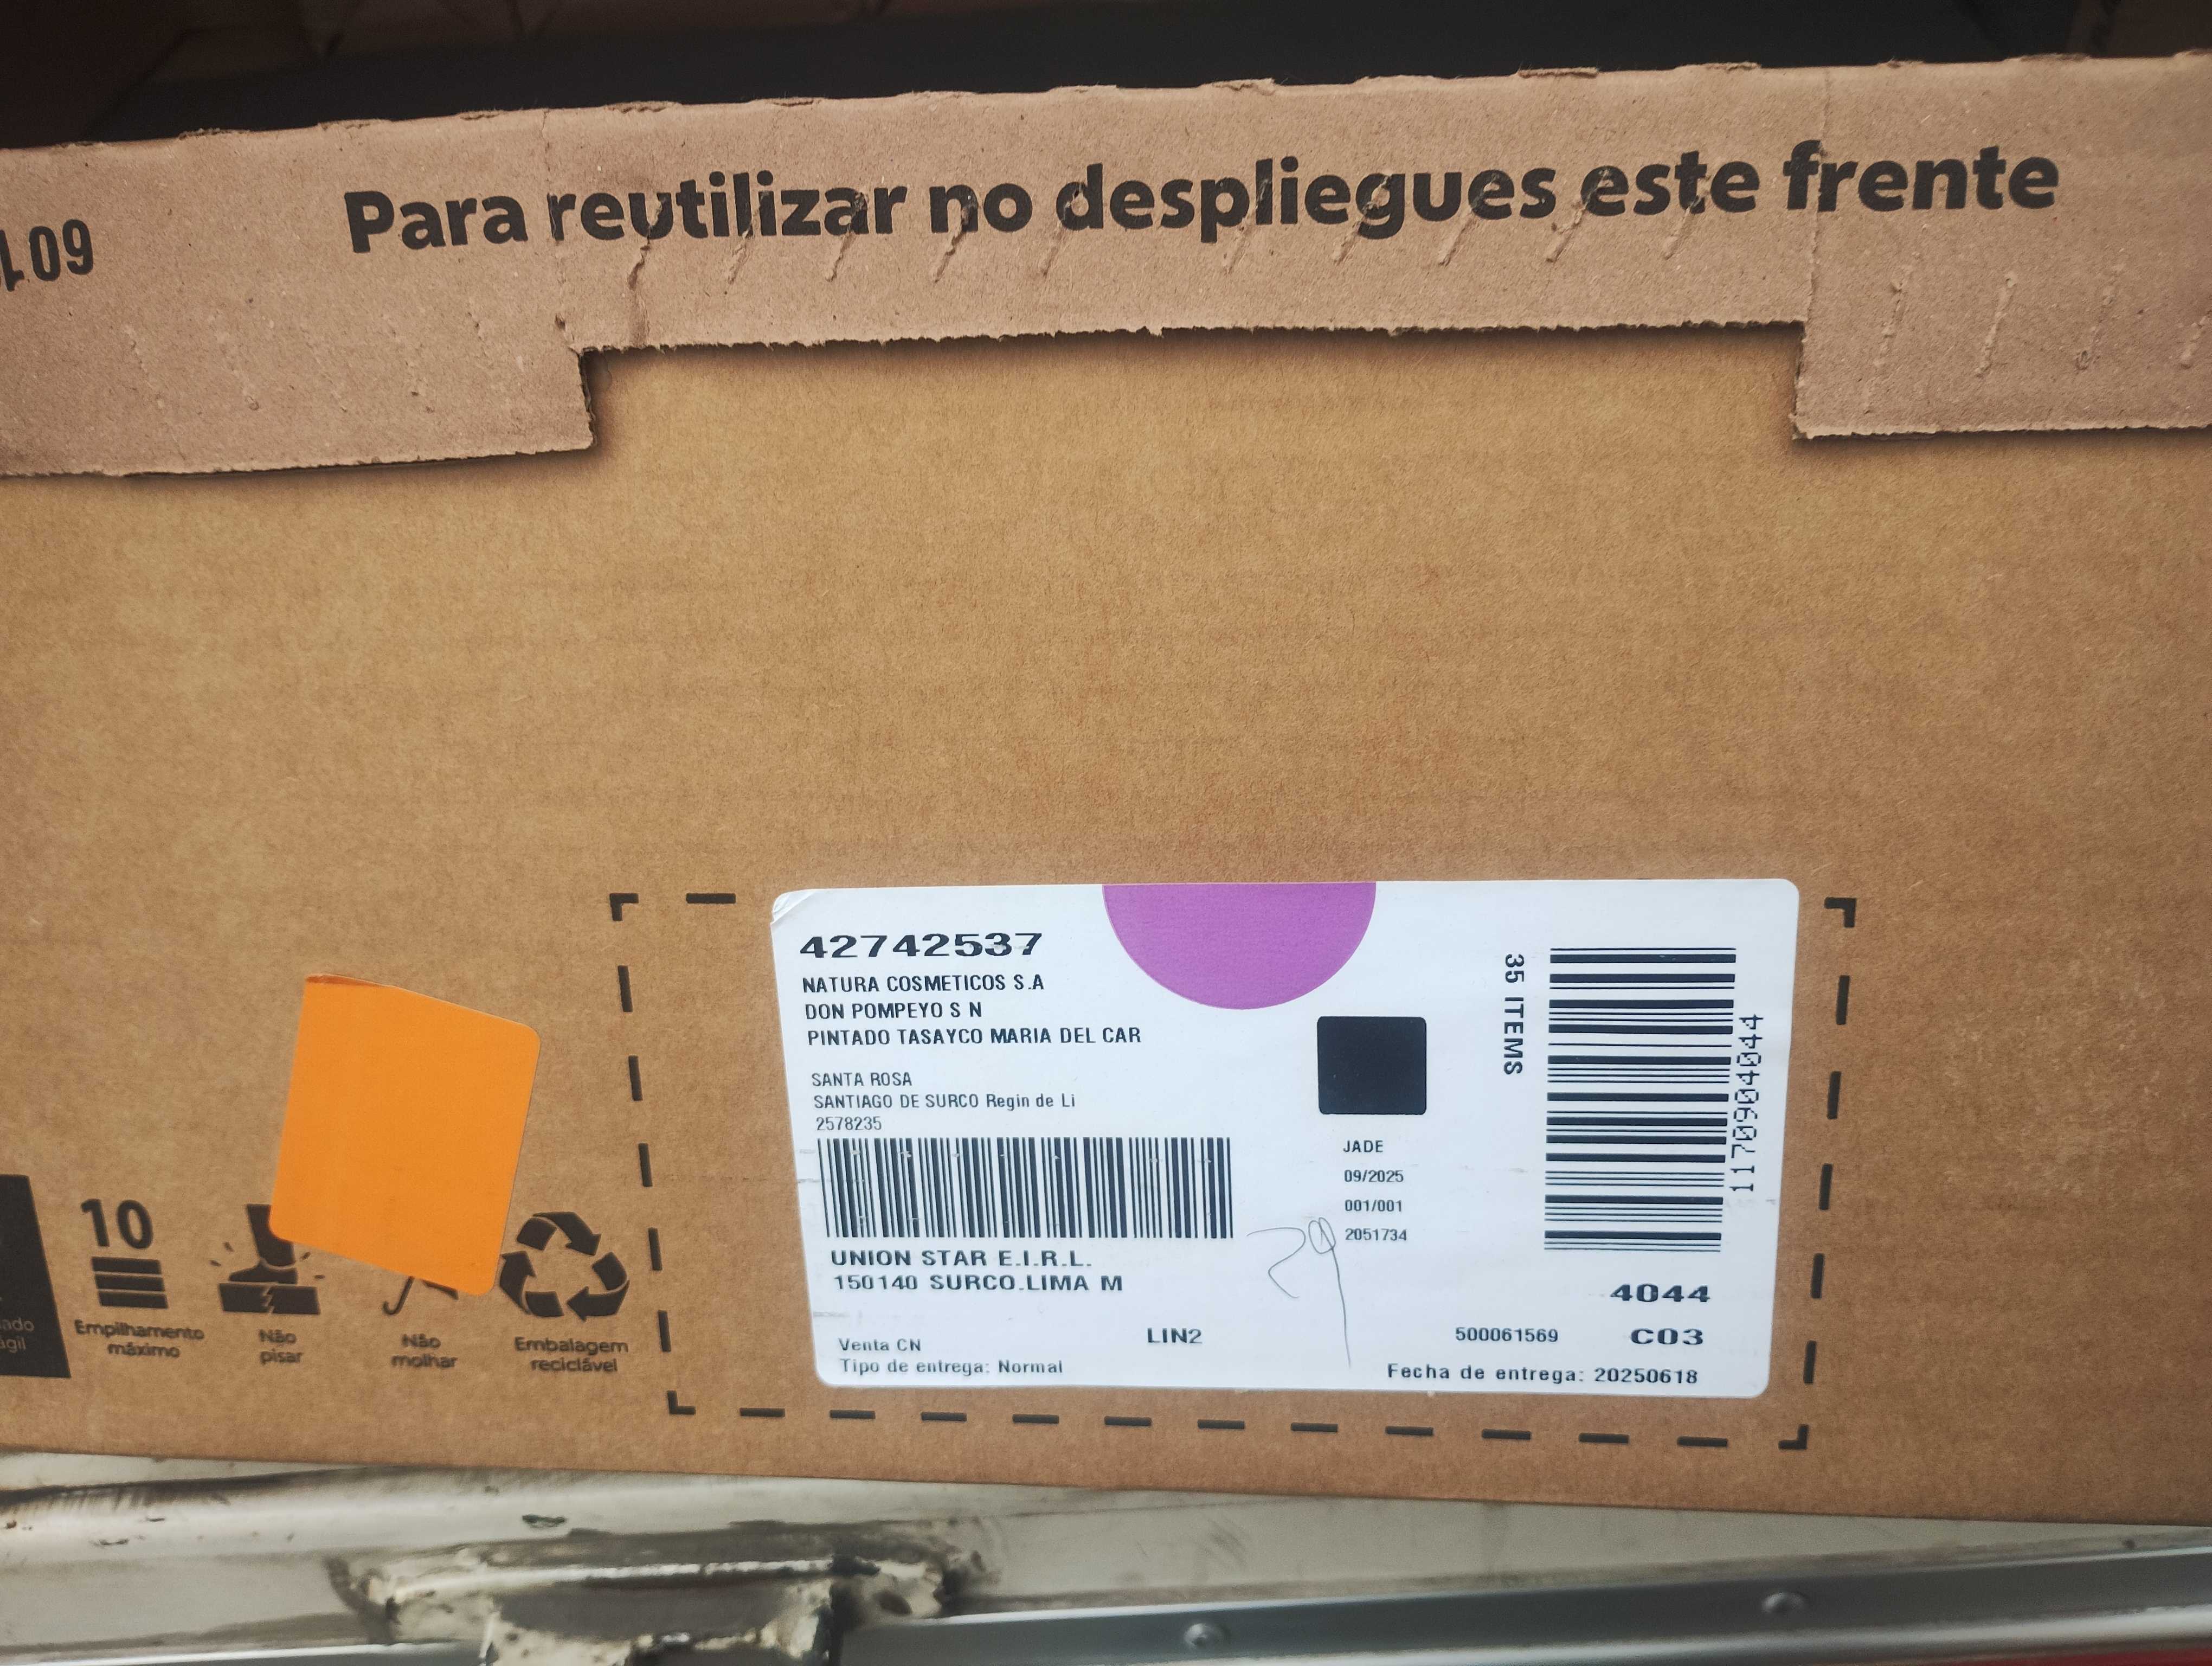 Para reutilizar no despliegues este frente
60
42742537
NATURA COSMETICOS S.A
DON POMPEYO S N
PINTADO TASAYCO MARIA DEL CAR
SANTA ROSA
SANTIAGO DE SURCO Regin de Li
2578235
UNION STAR E.I.R.L.
150140 SURCO.LIMA M
Venta CN
Tipo de entrega: Normal
LIN2
JADE
09/2025
001/001
2051734
29
35 ITEMS
117090404044
4044
500061569
C03
Fecha de entrega: 20250618
10
Empilhamento
máximo
Não
pisar
Não
molhar
Embalagem
reciclável